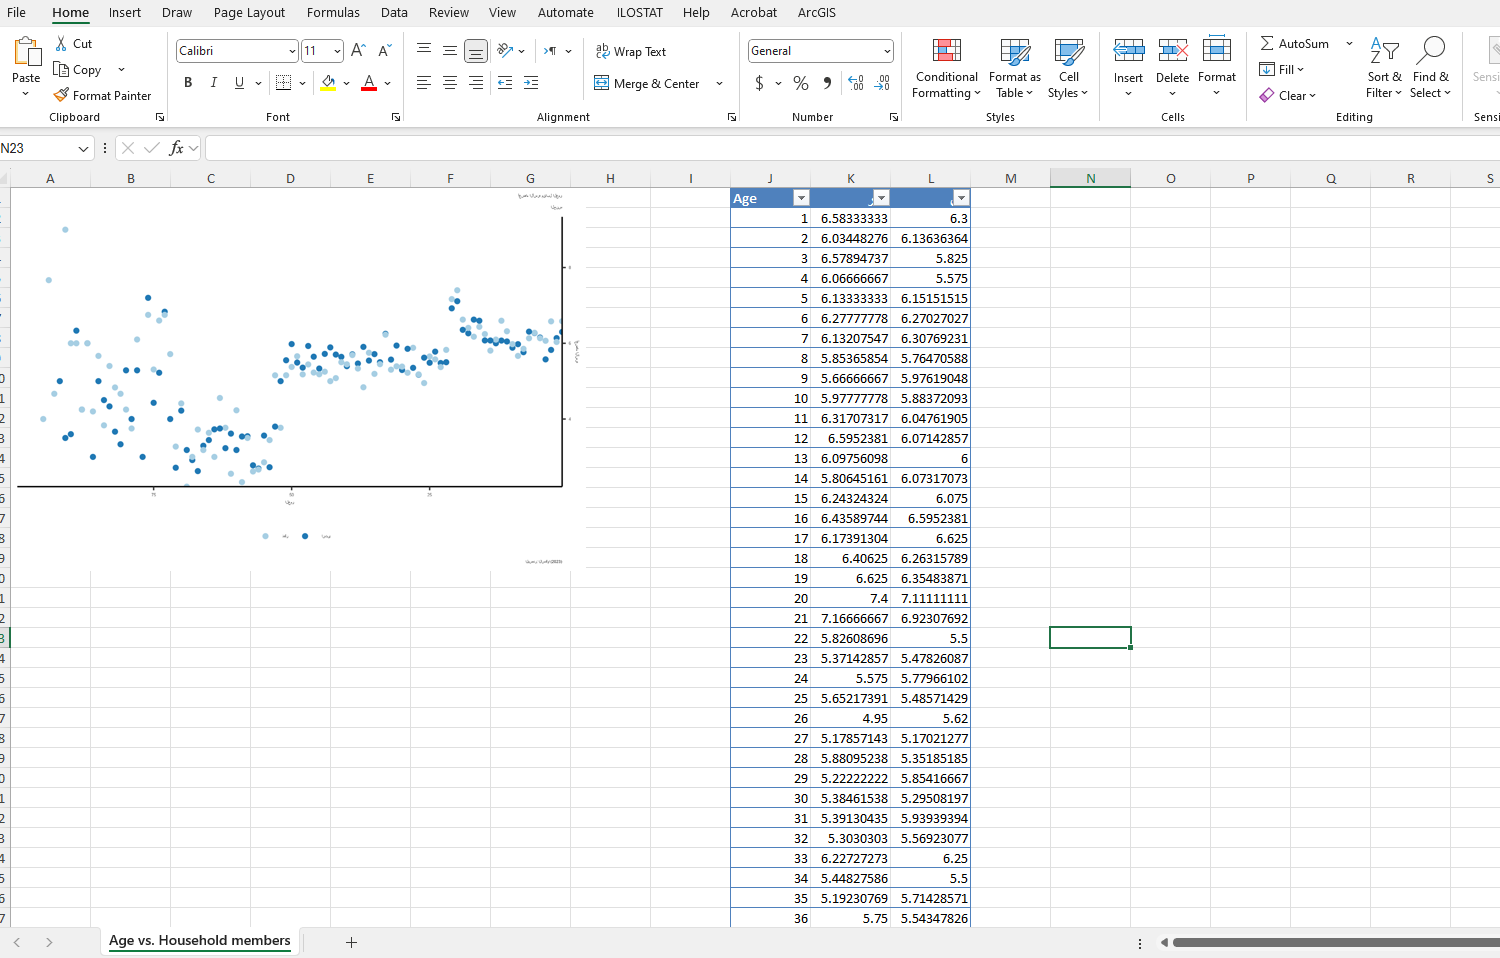 File Home Insert Draw Page Layout Formulas Data Review View Automate ILOSTAT Help Acrobat ArcGIS
Paste
Cut
Copy
Format Painter
Clipboard
Calibri 11
B I U
Font
Wrap Text
Merge & Center
Alignment
General
$ % ,
Number
Conditional Formatting
Format as Table
Cell Styles
Styles
Insert Delete Format
Cells
AutoSum
Fill
Clear
Sort & Filter
Find & Select
Editing
Sensi
Sensi
N23
fx
A B C D E F G H I J K L M N O P Q R S
Age
1 6.58333333 6.3
2 6.03448276 6.13636364
3 6.57894737 5.825
4 6.06666667 5.575
5 6.13333333 6.15151515
6 6.27777778 6.27027027
7 6.13207547 6.30769231
8 5.85365854 5.76470588
9 5.66666667 5.97619048
10 5.97777778 5.88372093
11 6.31707317 6.04761905
12 6.5952381 6.07142857
13 6.09756098 6
14 5.80645161 6.07317073
15 6.24324324 6.075
16 6.43589744 6.5952381
17 6.17391304 6.625
18 6.40625 6.26315789
19 6.625 6.35483871
20 7.4 7.11111111
21 7.16666667 6.92307692
22 5.82608696 5.5
23 5.37142857 5.47826087
24 5.575 5.77966102
25 5.65217391 5.48571429
26 4.95 5.62
27 5.17857143 5.17021277
28 5.88095238 5.35185185
29 5.22222222 5.85416667
30 5.38461538 5.29508197
31 5.39130435 5.93939394
32 5.3030303 5.56923077
33 6.22727273 6.25
34 5.44827586 5.5
35 5.19230769 5.71428571
36 5.75 5.54347826
Age vs. Household members